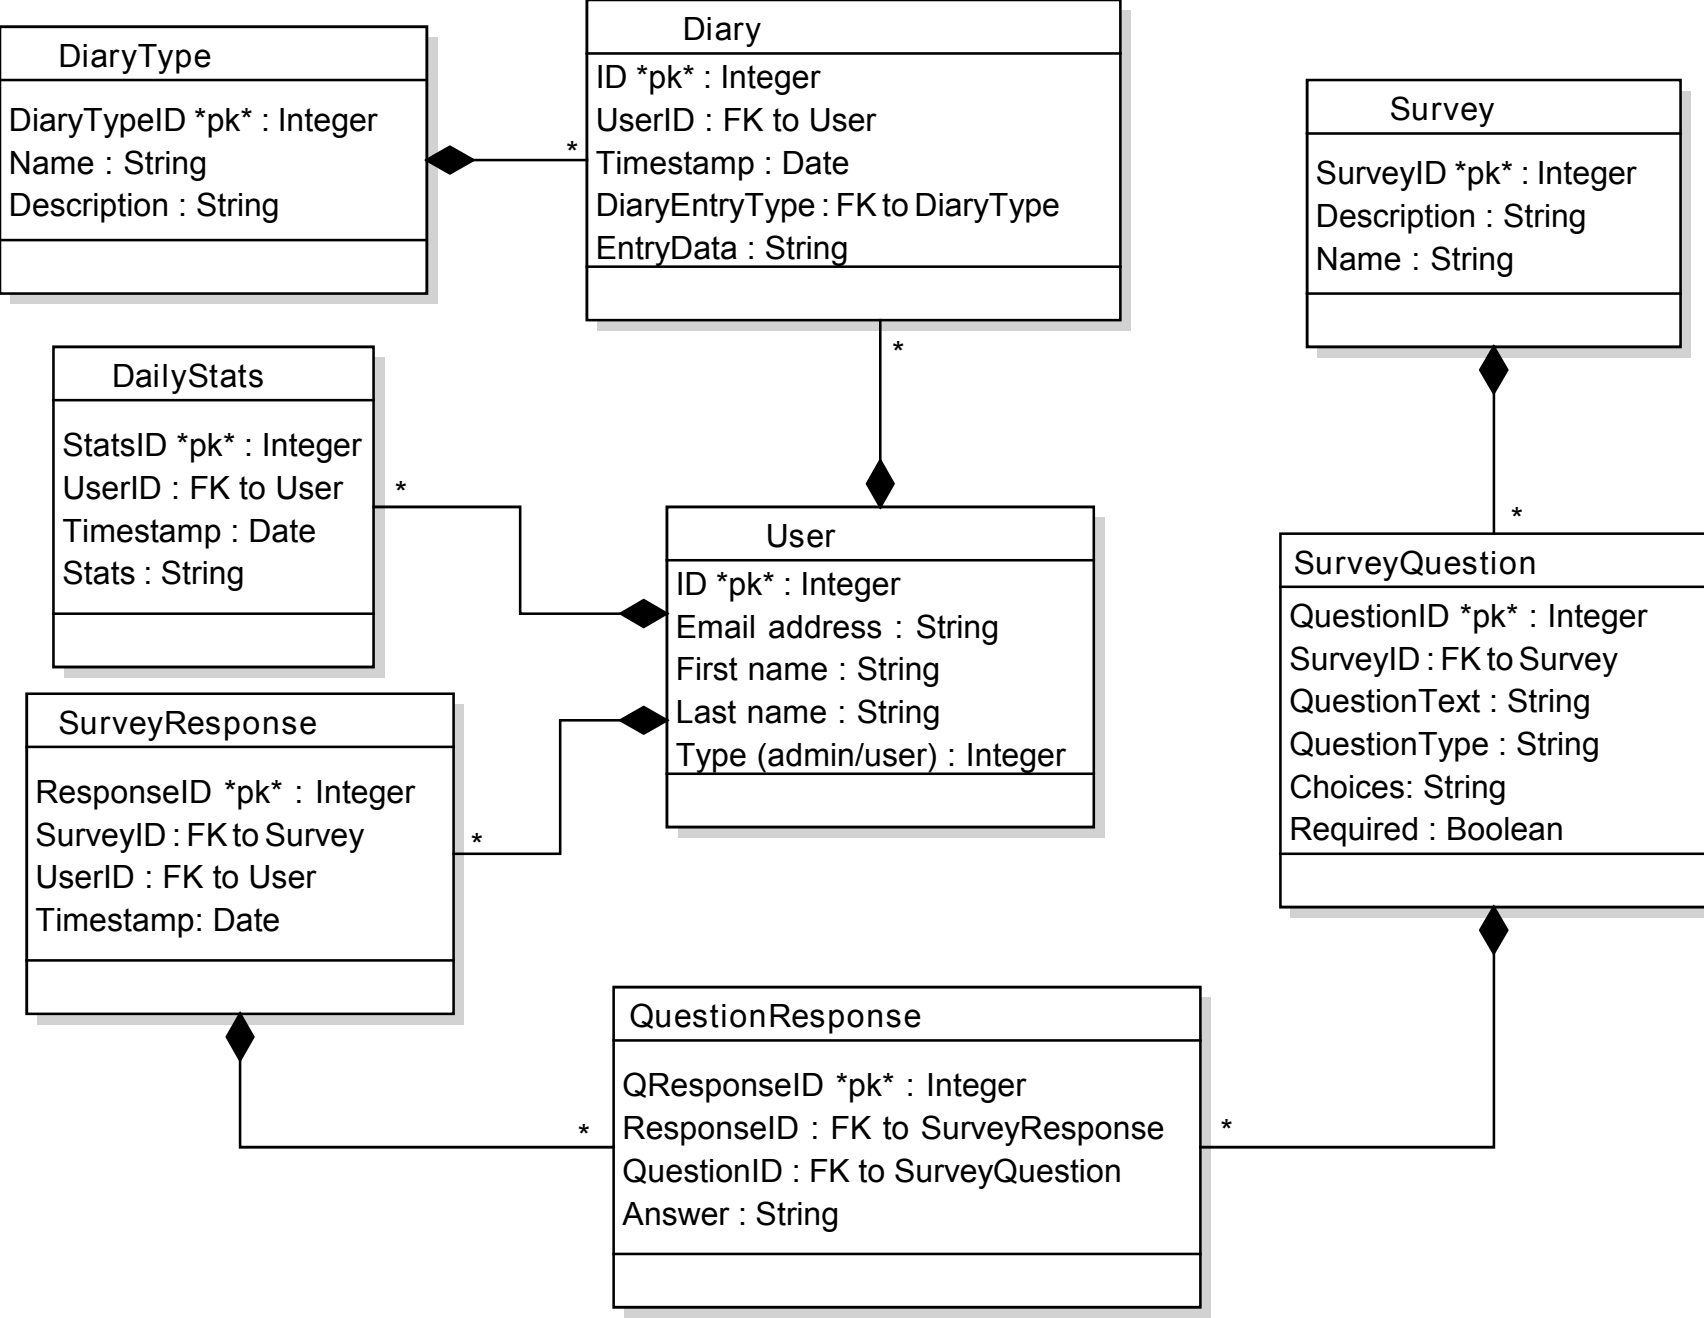 DiaryType
DiaryTypeID *pk* : Integer
Name : String
Description : String
*
Diary
ID *pk* : Integer
UserID : FK to User
Timestamp : Date
DiaryEntryType : FK to DiaryType
EntryData : String
*
Survey
SurveyID *pk* : Integer
Description : String
Name : String
*
DailyStats
StatsID *pk* : Integer
UserID : FK to User
Timestamp : Date
Stats : String
*
User
ID *pk* : Integer
Email address : String
First name : String
Last name : String
Type (admin/user) : Integer
SurveyQuestion
QuestionID *pk* : Integer
SurveyID : FK to Survey
QuestionText : String
QuestionType : String
Choices: String
Required : Boolean
SurveyResponse
ResponseID *pk* : Integer
SurveyID : FK to Survey
UserID : FK to User
Timestamp: Date
*
*
QuestionResponse
QResponseID *pk* : Integer
ResponseID : FK to SurveyResponse
QuestionID : FK to SurveyQuestion
Answer : String
*